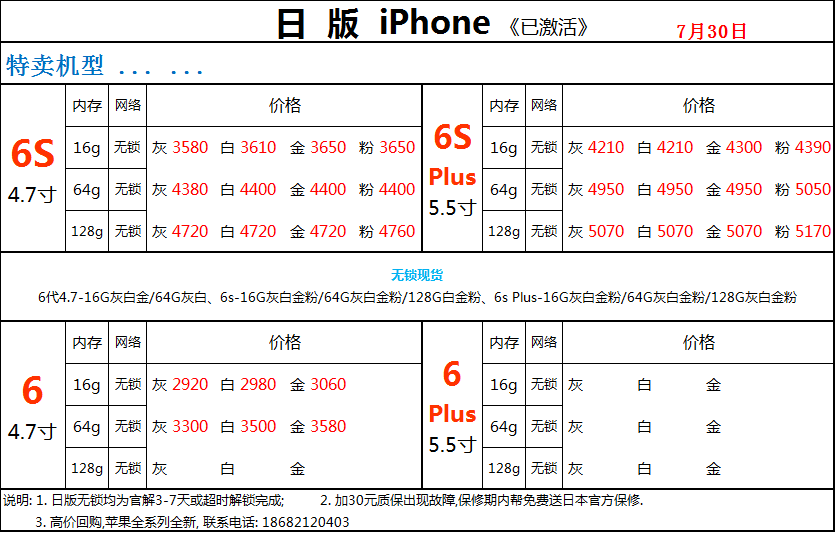 日 版 iPhone 《已激活》 7月30日
特卖机型 ... ...
6S
4.7寸
内存 网络 价格
16g 无锁 灰 3580 白 3610 金 3650 粉 3650
64g 无锁 灰 4380 白 4400 金 4400 粉 4400
128g 无锁 灰 4720 白 4720 金 4720 粉 4760
6S
Plus
5.5寸
内存 网络 价格
16g 无锁 灰 4210 白 4210 金 4300 粉 4390
64g 无锁 灰 4950 白 4950 金 4950 粉 5050
128g 无锁 灰 5070 白 5070 金 5070 粉 5170
无锁现货
6代4.7-16G灰白金/64G灰白、6s-16G灰白金粉/64G灰白金粉/128G白金粉、6s Plus-16G灰白金粉/64G灰白金粉/128G灰白金粉
6
4.7寸
内存 网络 价格
16g 无锁 灰 2920 白 2980 金 3060
64g 无锁 灰 3300 白 3500 金 3580
128g 无锁 灰 白 金
6
Plus
5.5寸
内存 网络 价格
16g 无锁 灰 白 金
64g 无锁 灰 白 金
128g 无锁 灰 白 金
说明: 1. 日版无锁均为官解3-7天或超时解锁完成; 2. 加30元质保出现故障,保修期内帮免费送日本官方保修.
3. 高价回购,苹果全系列全新, 联系电话: 18682120403